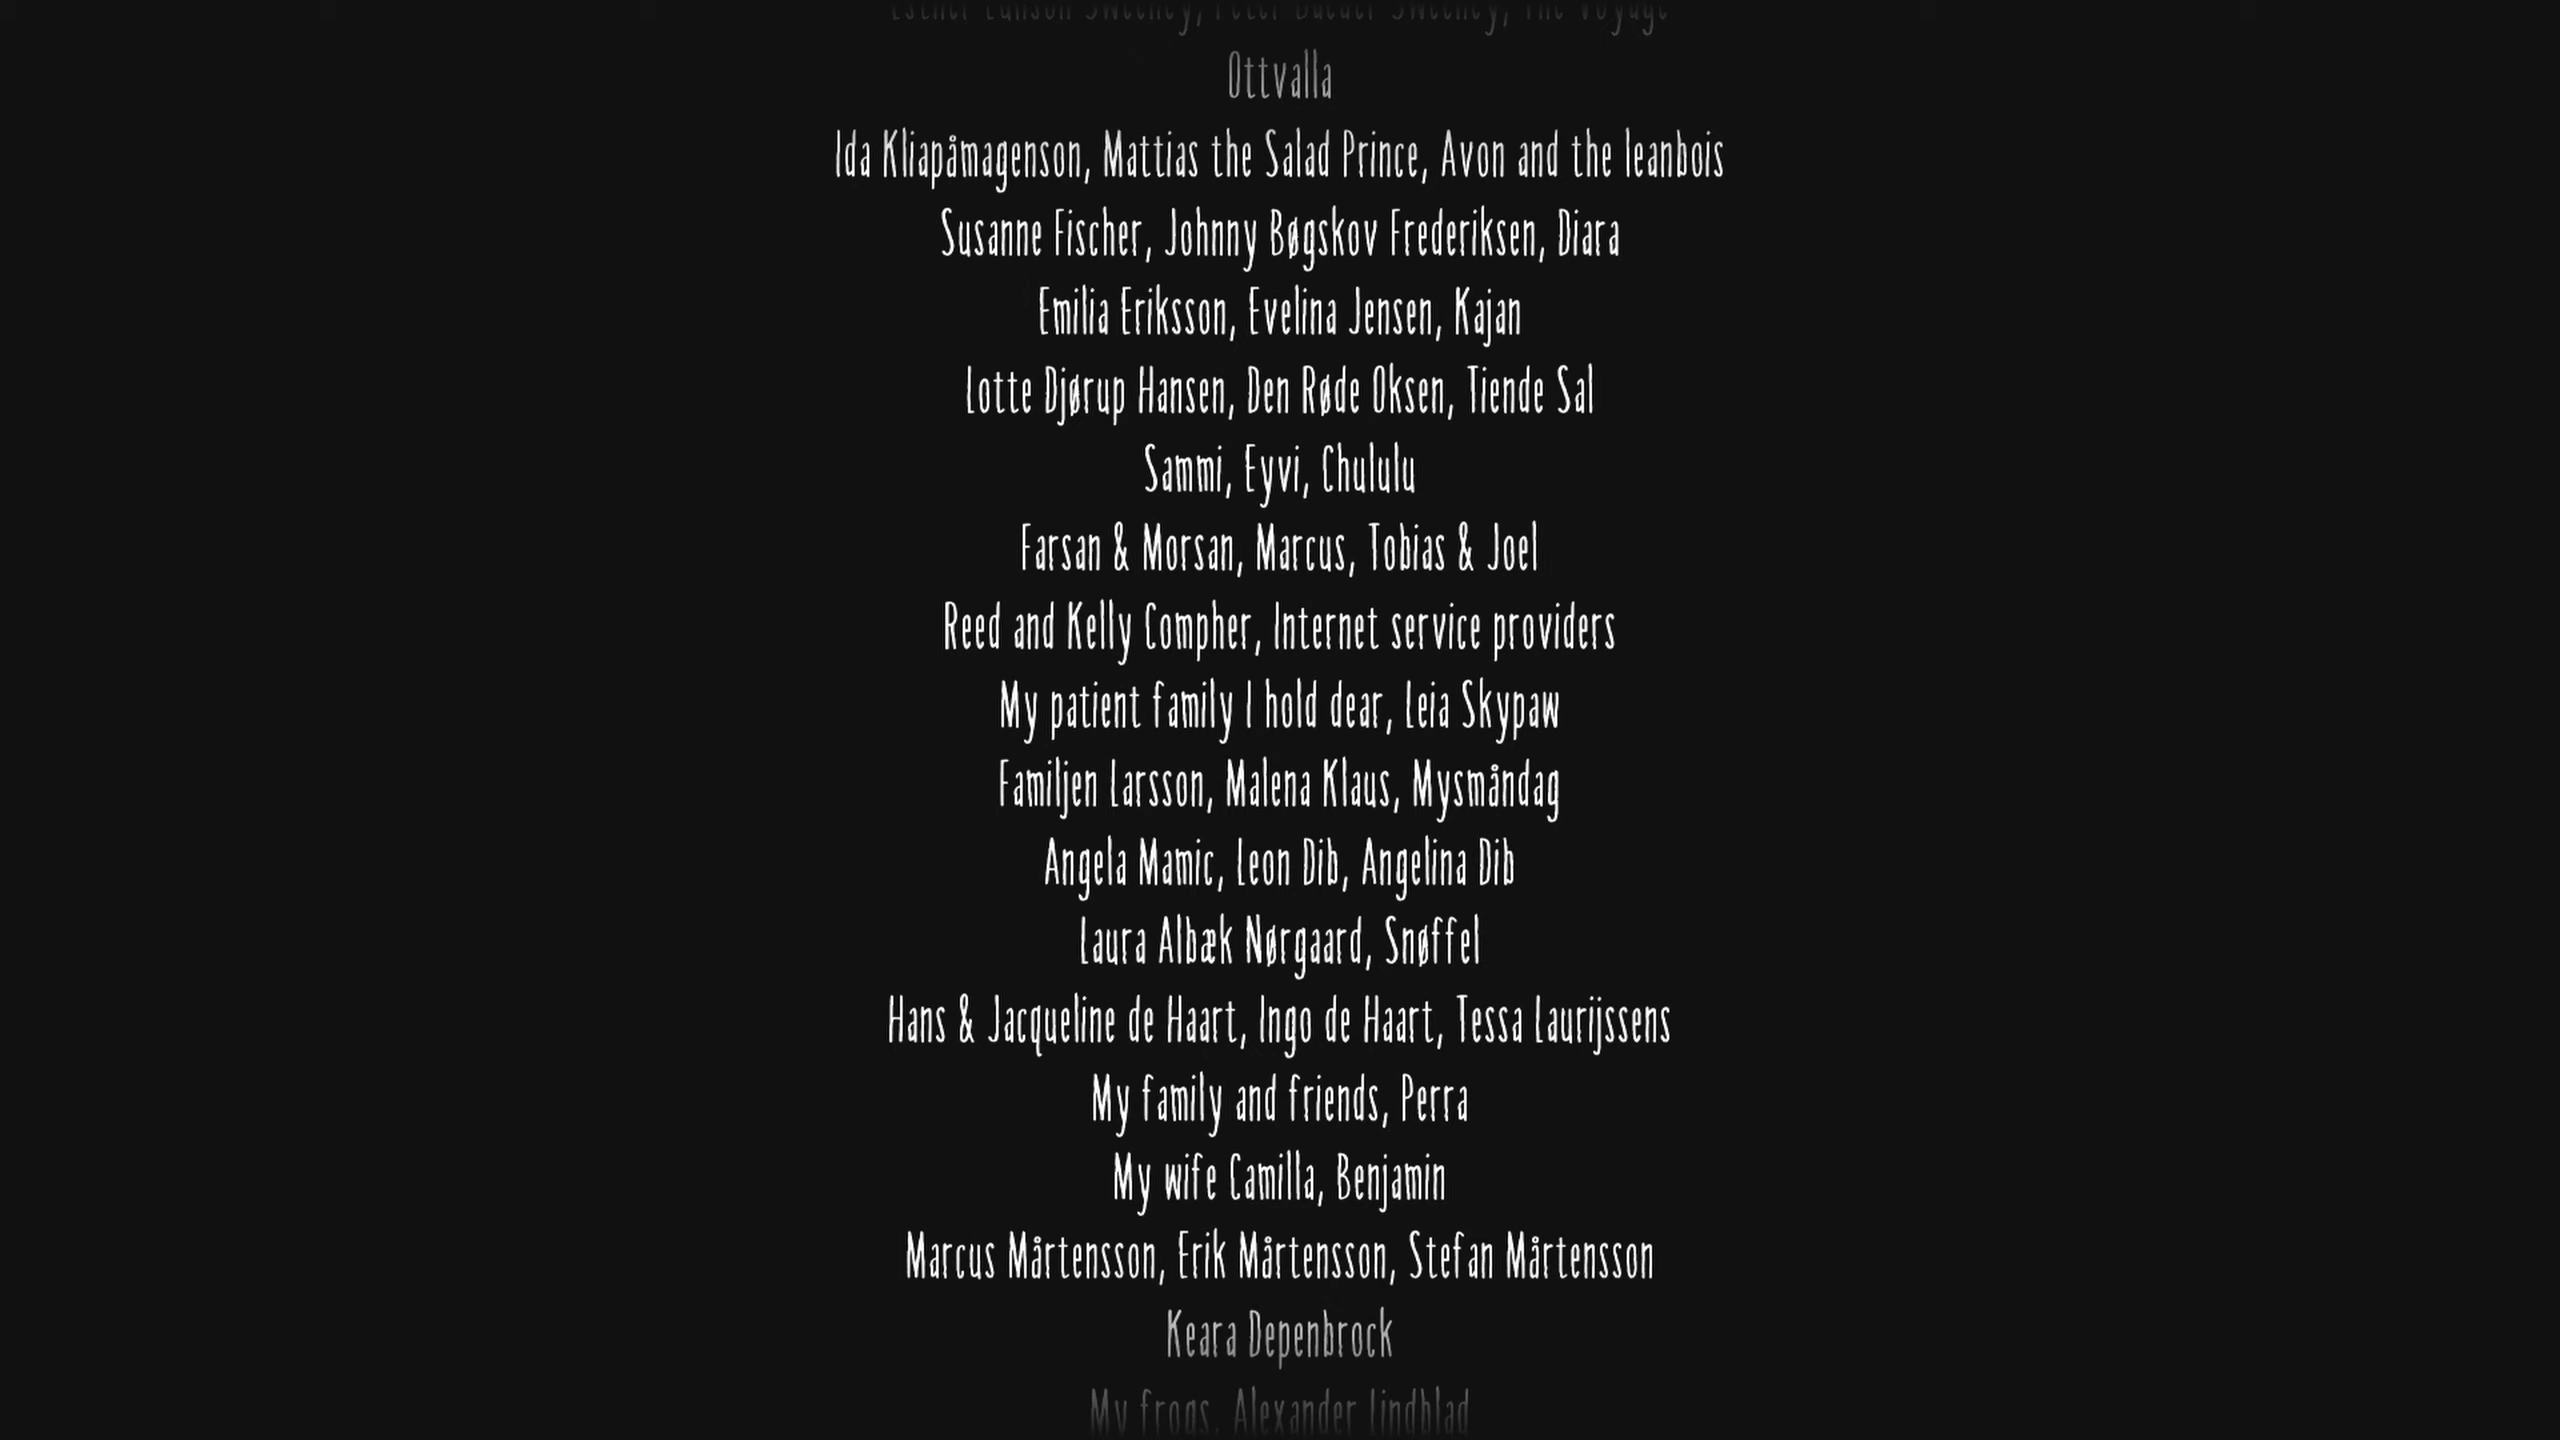 Sweeney, Peter Sweeney, The Voyage
Ottvalla
Ida Kliapåmagenson, Mattias the Salad Prince, Avon and the leanbois
Susanne Fischer, Johnny Bøgskov Frederiksen, Diara
Emilia Eriksson, Evelina Jensen, Kajan
Lotte Djørup Hansen, Den Røde Oksen, Tiende Sal
Sammi, Eyvi, Chululu
Farsan & Morsan, Marcus, Tobias & Joel
Reed and Kelly Compher, Internet service providers
My patient family I hold dear, Leia Skypaw
Familjen Larsson, Malena Klaus, Mysmåndag
Angela Mamic, Leon Dib, Angelina Dib
Laura Albæk Nørgaard, Snøffel
Hans & Jacqueline de Haart, Ingo de Haart, Tessa Laurijssens
My family and friends, Perra
My wife Camilla, Benjamin
Marcus Mårtensson, Erik Mårtensson, Stefan Mårtensson
Keara Depenbrock
My frogs, Alexander Lindblad